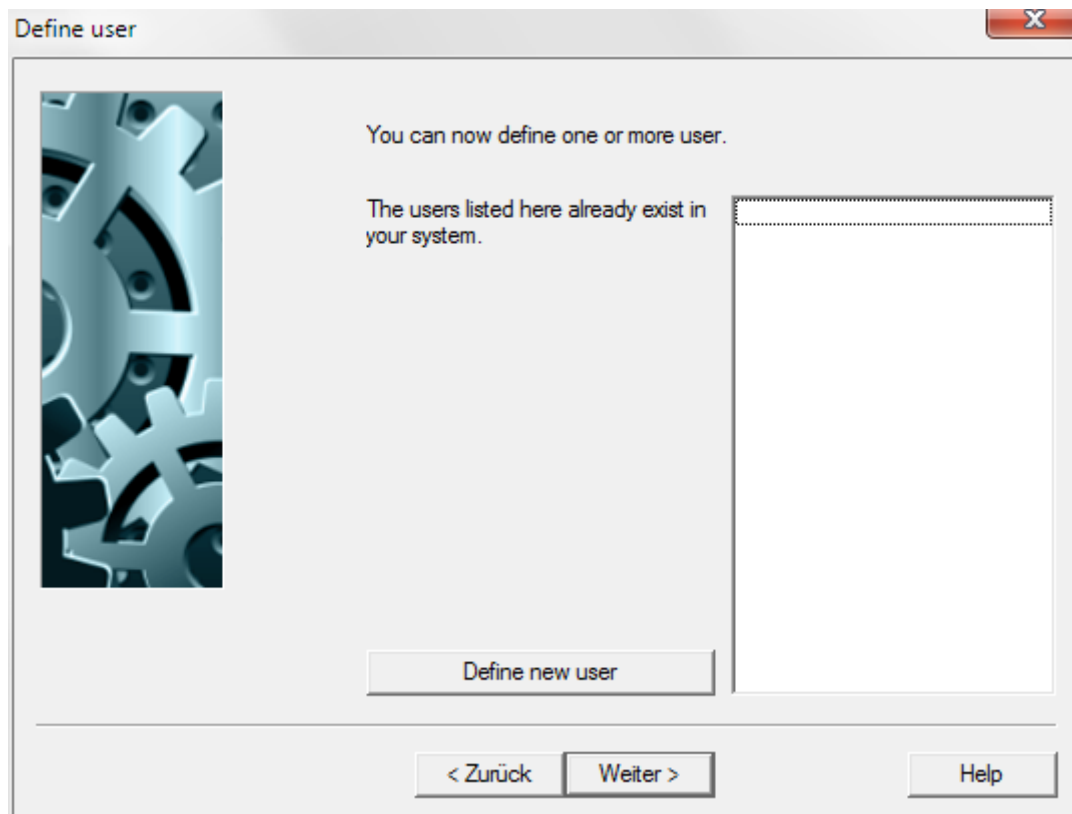 Define user
You can now define one or more user.
The users listed here already exist in
your system.
Define new user
< Zurück
Weiter >
Help